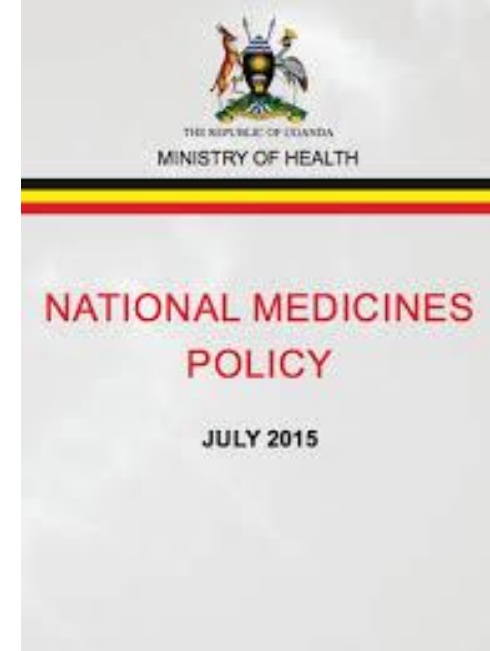 THE REPUBLIC OF UGANDA
MINISTRY OF HEALTH
NATIONAL MEDICINES
POLICY
JULY 2015